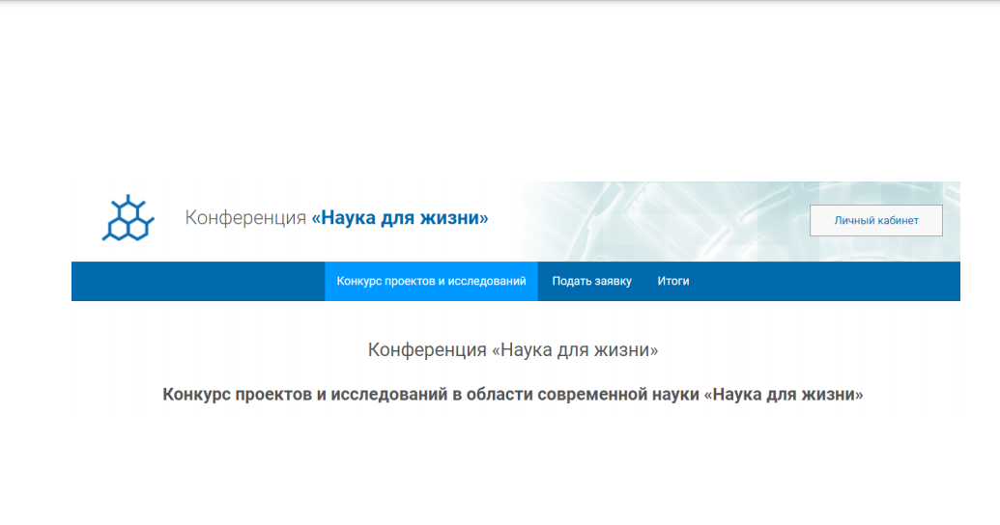 Конференция «Наука для жизни»
Личный кабинет
Конкурс проектов и исследований
Подать заявку
Итоги
Конференция «Наука для жизни»
Конкурс проектов и исследований в области современной науки «Наука для жизни»